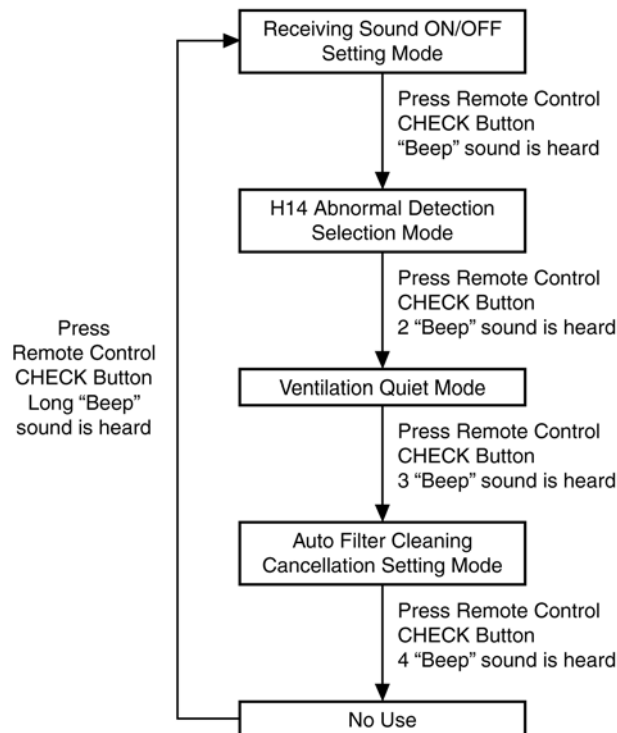 Receiving Sound ON/OFF
Setting Mode
Press Remote Control
CHECK Button
“Beep” sound is heard
H14 Abnormal Detection
Selection Mode
Press Remote Control
CHECK Button
2 “Beep” sound is heard
Press
Remote Control
CHECK Button
Long “Beep”
sound is heard
Ventilation Quiet Mode
Press Remote Control
CHECK Button
3 “Beep” sound is heard
Auto Filter Cleaning
Cancellation Setting Mode
Press Remote Control
CHECK Button
4 “Beep” sound is heard
No Use